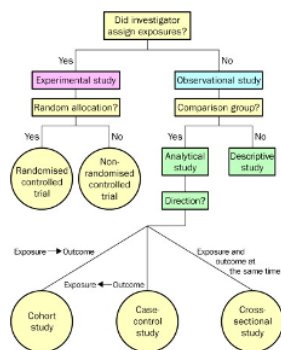 Did investigator
assign exposures?
Yes
No
Experimental study
Observational study
Random allocation?
Comparison group?
Yes
No
Yes
No
Randomised
controlled
trial
Non-
randomised
controlled
trial
Analytical
study
Descriptive
study
Direction?
Exposure
Outcome
Exposure
Outcome
Exposure and
outcome at
the same time
Cohort
study
Case-
control
study
Cross-
sectional
study